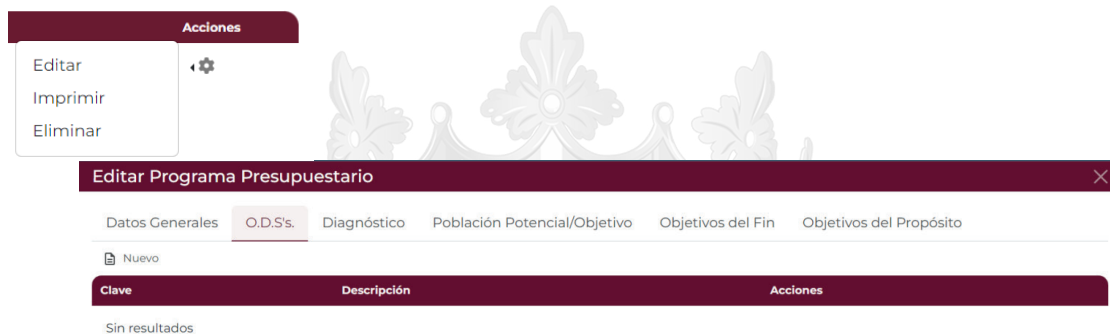 Acciones
Editar
Imprimir
Eliminar
Editar Programa Presupuestario
Datos Generales O.D.S's. Diagnóstico Población Potencial/Objetivo Objetivos del Fin Objetivos del Propósito
Nuevo
Clave Descripción Acciones
Sin resultados